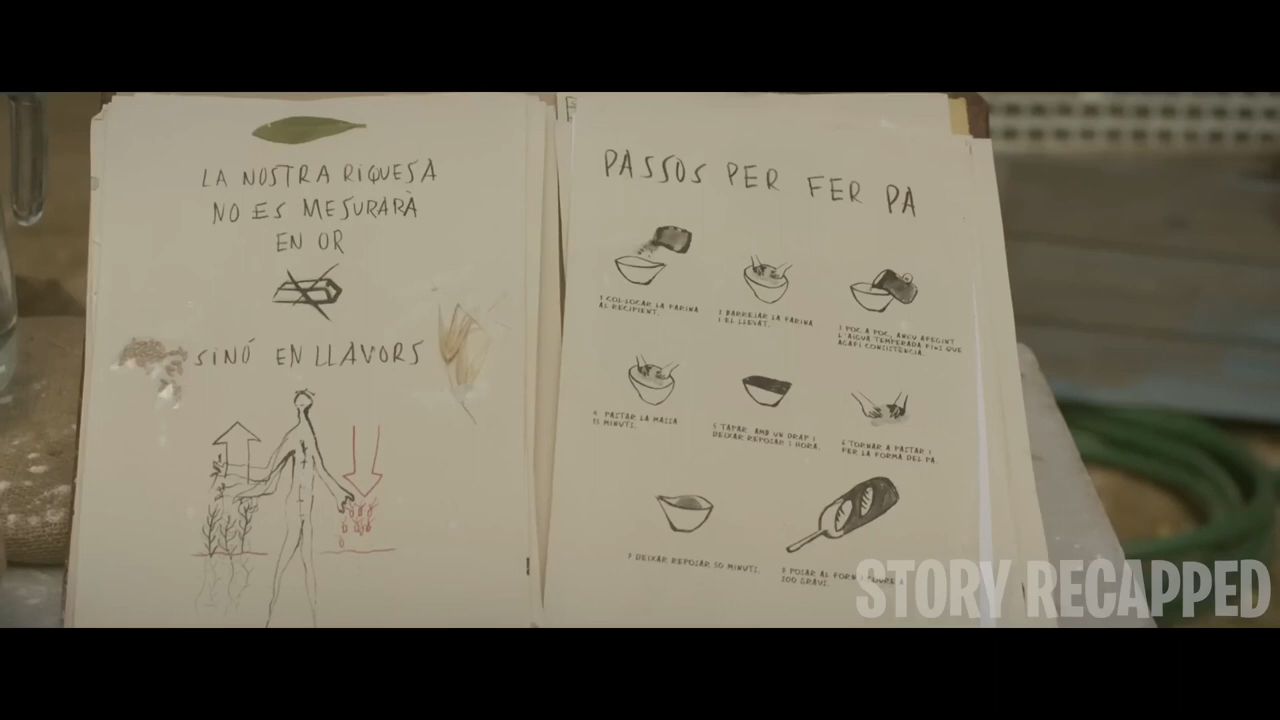 LA NOSTRA RIQUESA
NO ES MESURARÀ
EN OR
SINÓ EN LLAVORS
PASSOS PER FER PA
1 COL·LOCAR LA FARINA
AL RECIPIENT.
2 BARREJAR LA FARINA
I EL LLEVAT.
3 POC A POC, ANEU AFEGINT
L'AIGUA TEMPERADA FINS QUE
AGAFI CONSISTÈNCIA.
4 PASTAR LA MASSA
15 MINUTS.
5 TAPAR AMB UN DRAP I
DEIXAR REPOSAR 1 HORA.
6 TORNAR A PASTAR I
FER LA FORMA DEL PA.
7 DEIXAR REPOSAR 50 MINUTS.
8 POSAR AL FORN
200 GRAUS.
STORY RECAPPED